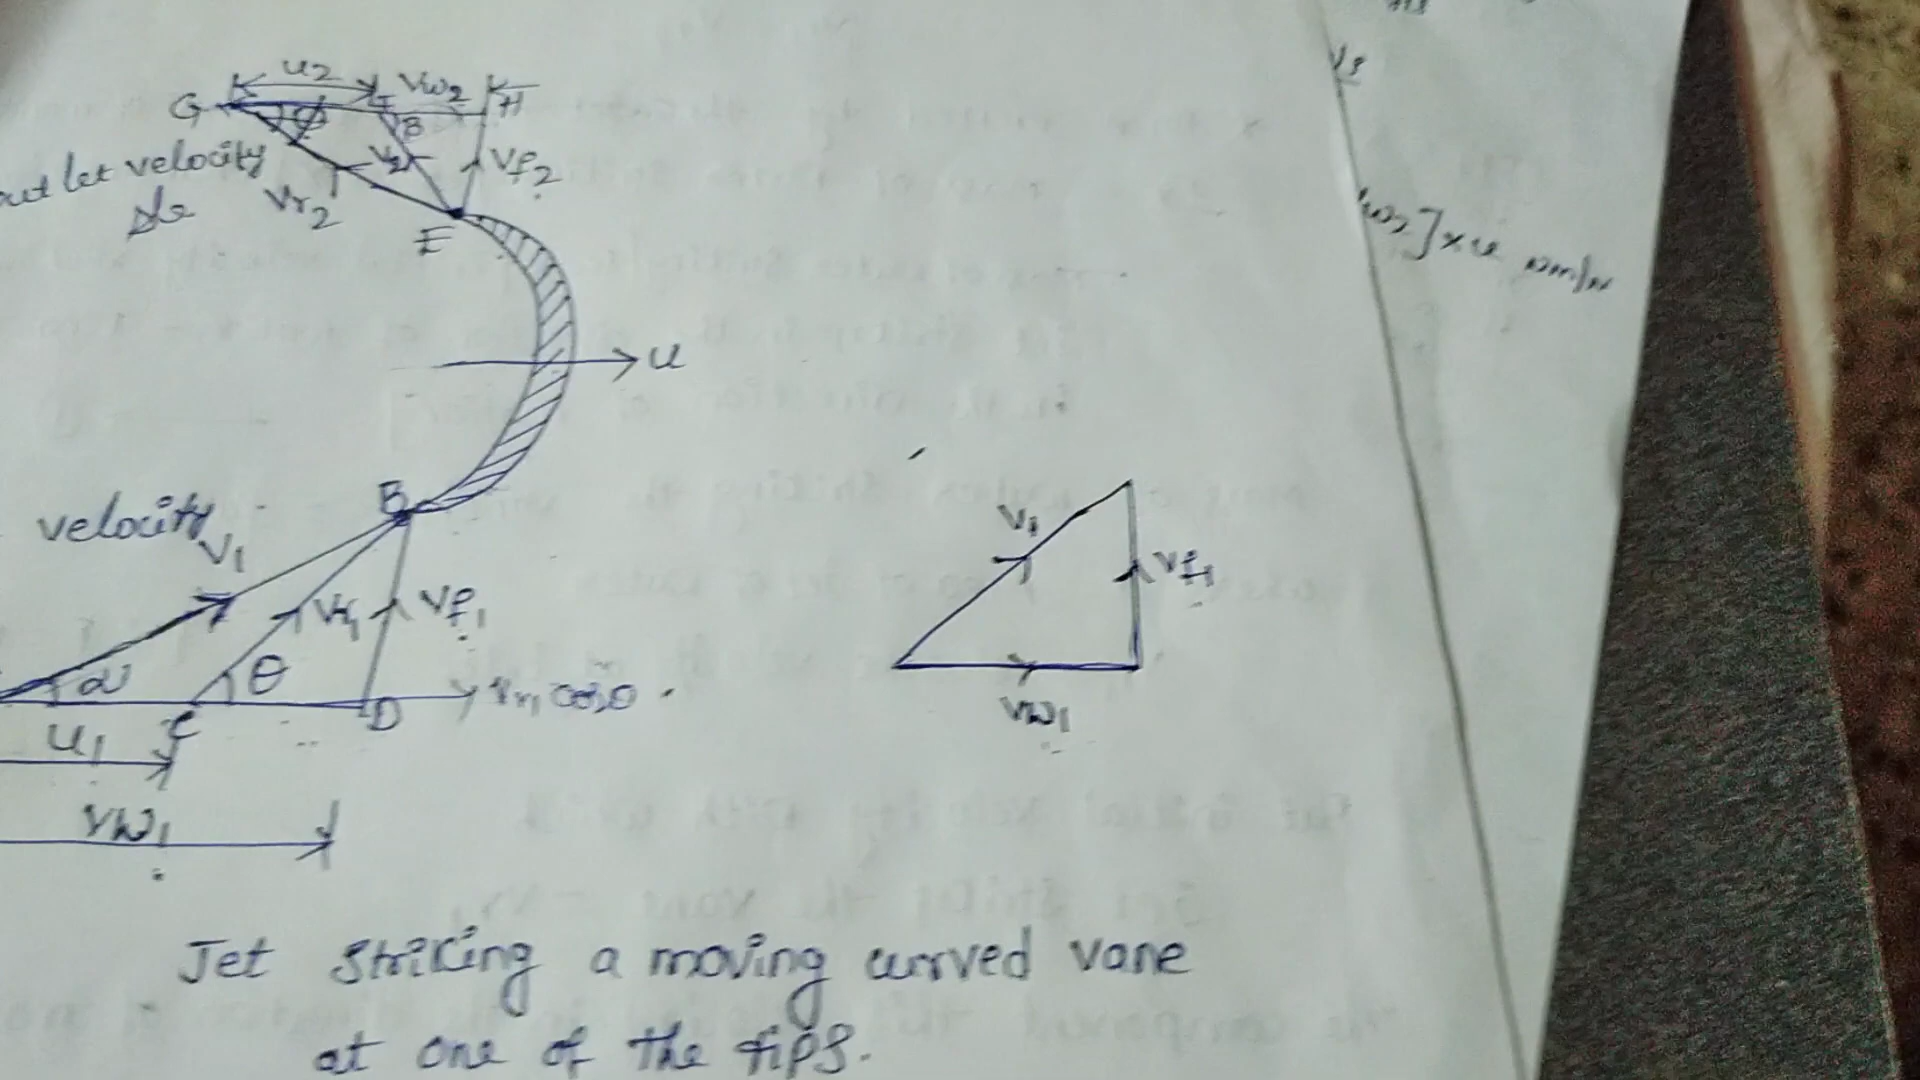 u2
Vw2
G
F
H
φ
β
outlet velocity
V2
Vf2
Vr2
E
u
B
velocity
V1
Vr1
Vf1
α
θ
C
D
Vr1 cosθ
u1
Vw1
V1
Vf1
Vw1
Jet striking a moving curved vane
at one of the tips.